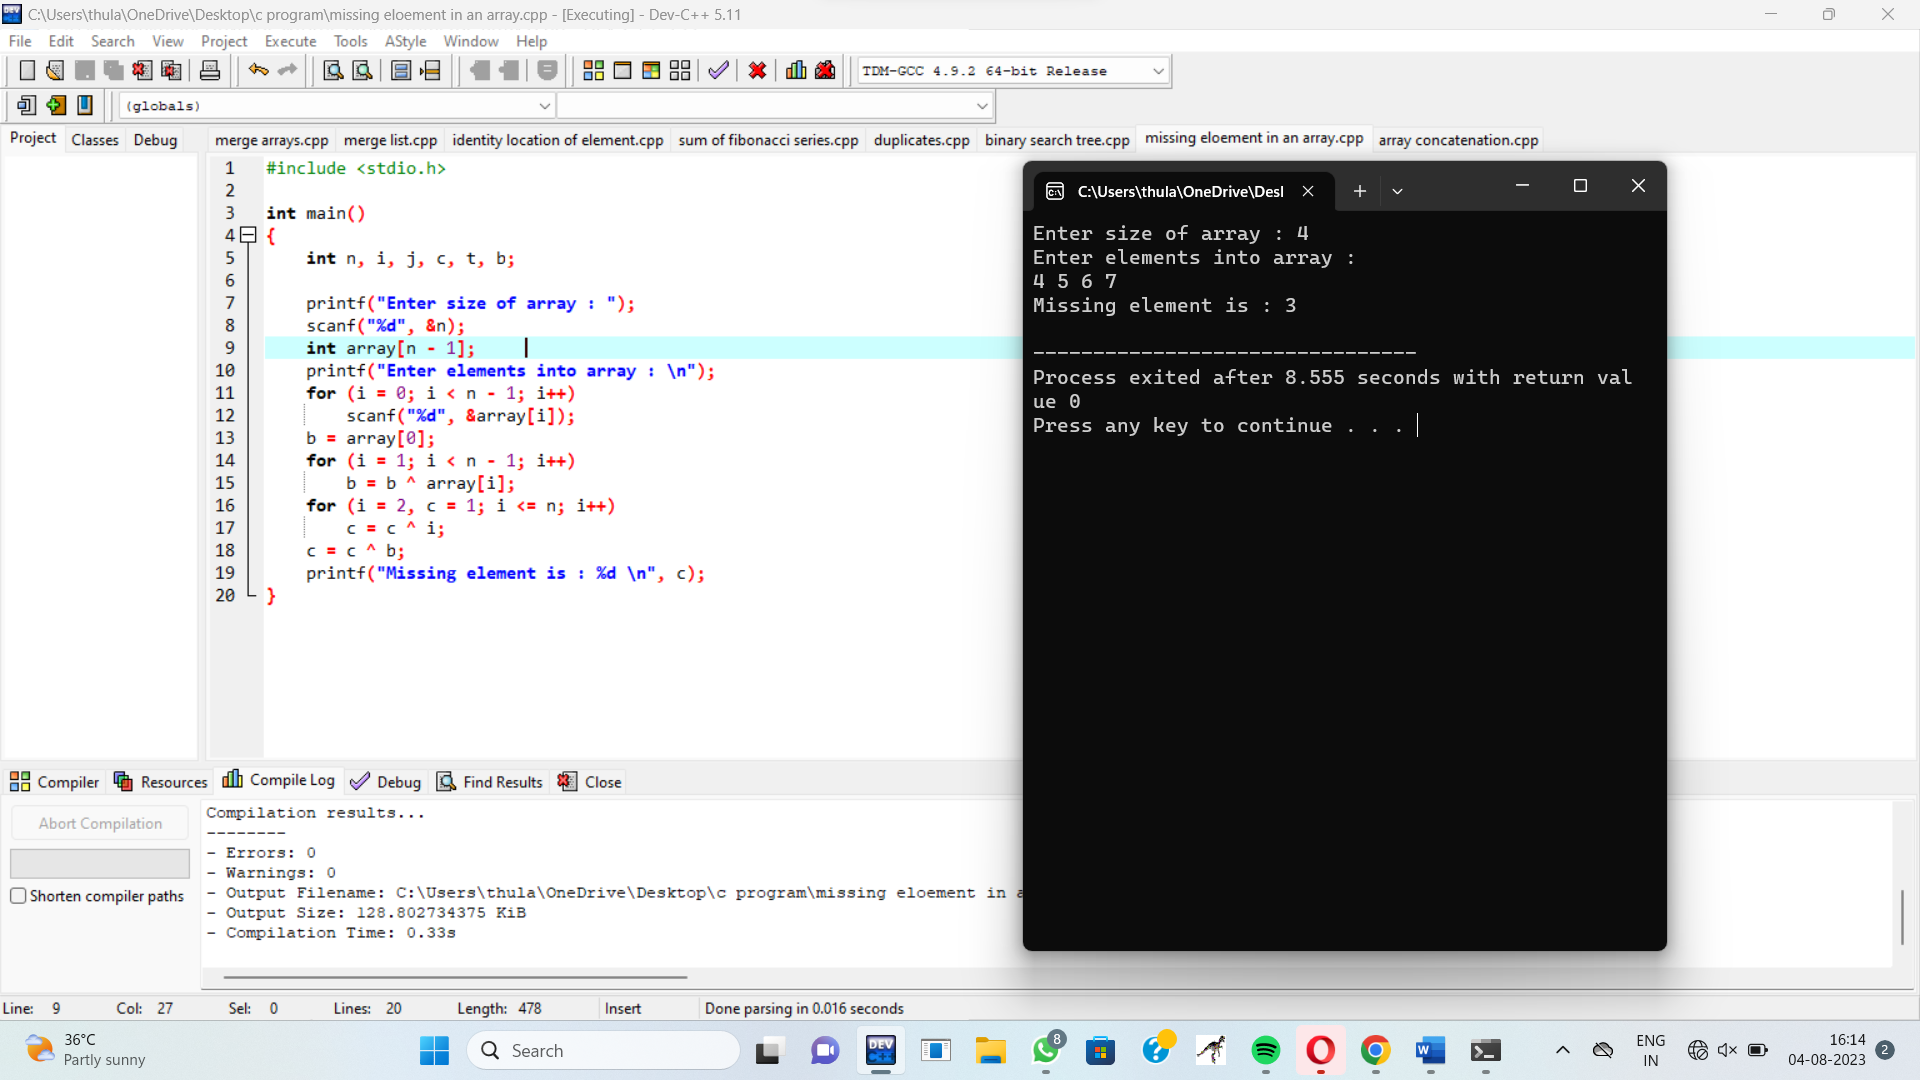 C:\Users\thula\OneDrive\Desktop\c program\missing eloement in an array.cpp - [Executing] - Dev-C++ 5.11
File Edit Search View Project Execute Tools AStyle Window Help
TDM-GCC 4.9.2 64-bit Release
(globals)
Project Classes Debug
merge arrays.cpp merge list.cpp identity location of element.cpp sum of fibonacci series.cpp duplicates.cpp binary search tree.cpp missing eloement in an array.cpp array concatenation.cpp
1 #include <stdio.h>
2
3 int main()
4 {
5 int n, i, j, c, t, b;
6
7 printf("Enter size of array : ");
8 scanf("%d", &n);
9 int array[n - 1];
10 printf("Enter elements into array : \n");
11 for (i = 0; i < n - 1; i++)
12 scanf("%d", &array[i]);
13 b = array[0];
14 for (i = 1; i < n - 1; i++)
15 b = b ^ array[i];
16 for (i = 2, c = 1; i <= n; i++)
17 c = c ^ i;
18 c = c ^ b;
19 printf("Missing element is : %d \n", c);
20 }
C:\Users\thula\OneDrive\Desl
Enter size of array : 4
Enter elements into array :
4 5 6 7
Missing element is : 3
--------------------------------
Process exited after 8.555 seconds with return val
ue 0
Press any key to continue . . .
Compiler Resources Compile Log Debug Find Results Close
Abort Compilation
Shorten compiler paths
Compilation results...
--------
- Errors: 0
- Warnings: 0
- Output Filename: C:\Users\thula\OneDrive\Desktop\c program\missing eloement in a
- Output Size: 128.802734375 KiB
- Compilation Time: 0.33s
Line: 9 Col: 27 Sel: 0 Lines: 20 Length: 478 Insert Done parsing in 0.016 seconds
36°C
Partly sunny
Search
DEV C++
8
ENG
IN
16:14
04-08-2023
2